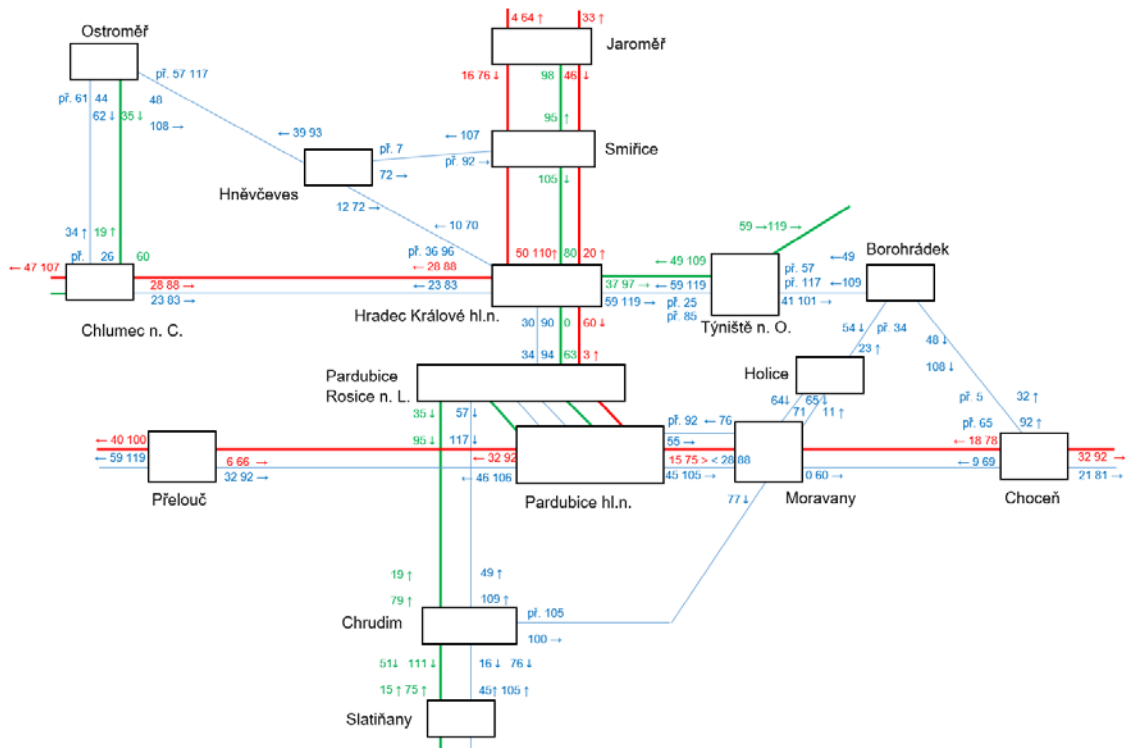 4 64 ↑ 33 ↑
Ostroměř
Jaroměř
př. 57 117
16 76 ↓ 98 46 ↓
př. 61 44 48
62 ↓ 35 ↓
108 →
95 ↑
← 39 93
← 107
Smiřice
př. 7
př. 92 →
Hněvčeves
72 →
105 ↓
12 72 →
← 10 70
34 ↑ 19 ↑
59 → 119 →
př. 26 60
př. 36 96
50 110 ↑ 80 20 ↑
Borohrádek
← 47 107
← 28 88
← 49 109
př. 57
← 49
28 88 →
← 23 83
37 97 →
← 59 119
př. 117
← 109
23 83 →
59 119 →
př. 25
41 101 →
Chlumec n. C.
Hradec Králové hl.n.
př. 85
Týniště n. O.
30 90 0 60 ↓
54 ↓ př. 34
48 ↓
34 94 63 3 ↑
23 ↑
108 ↓
Pardubice
Rosice n. L.
Holice
35 ↓ 57 ↓
64 ↓ 65 ↓
71 11 ↑
př. 5 32 ↑
př. 92 ← 76
př. 65 92 ↑
← 40 100
95 ↓ 117 ↓
55 →
← 18 78
← 59 119
6 66 →
← 32 92
15 75 > < 28 88
← 9 69
32 92 →
32 92 →
← 46 106
45 105 →
0 60 →
21 81 →
Přelouč
Pardubice hl.n.
77 ↓
Moravany
Choceň
19 ↑ 49 ↑
79 ↑ 109 ↑
př. 105
Chrudim
100 →
51 ↓ 111 ↓ 16 ↓ 76 ↓
15 ↑ 75 ↑ 45 ↑ 105 ↑
Slatiňany